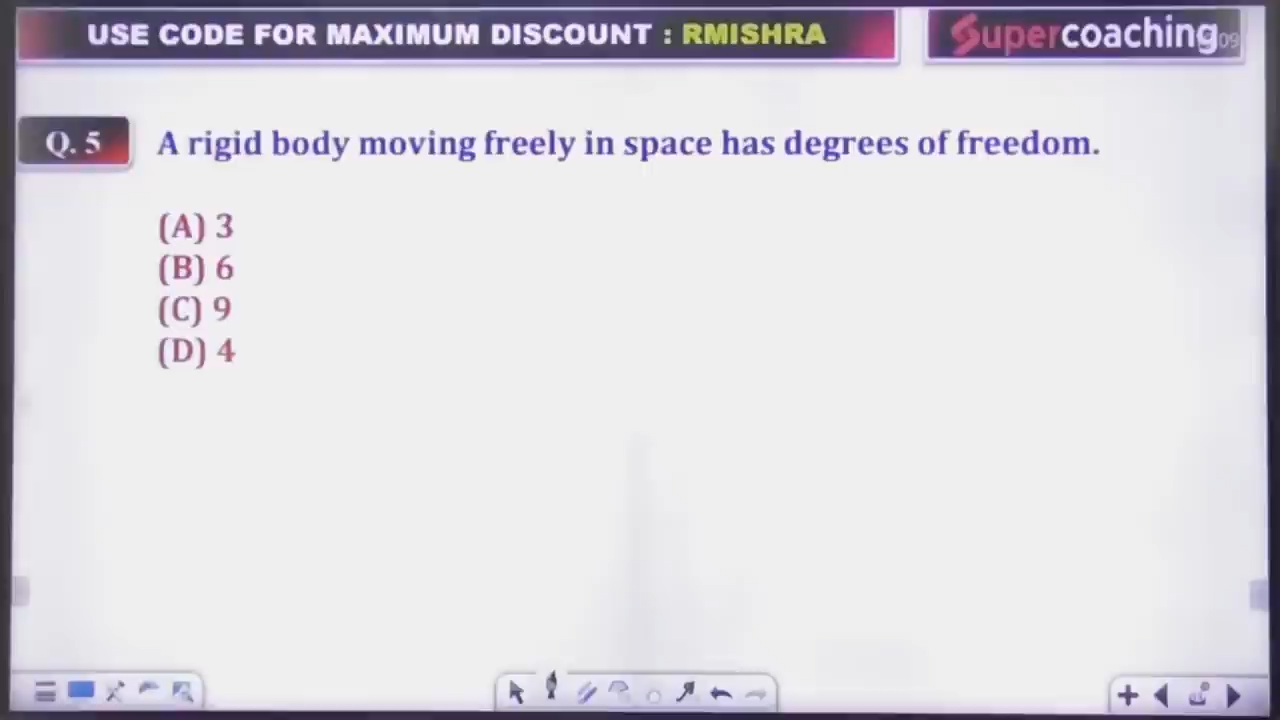 USE CODE FOR MAXIMUM DISCOUNT : RMISHRA
Supercoaching
09
Q. 5
A rigid body moving freely in space has degrees of freedom.
(A) 3
(B) 6
(C) 9
(D) 4